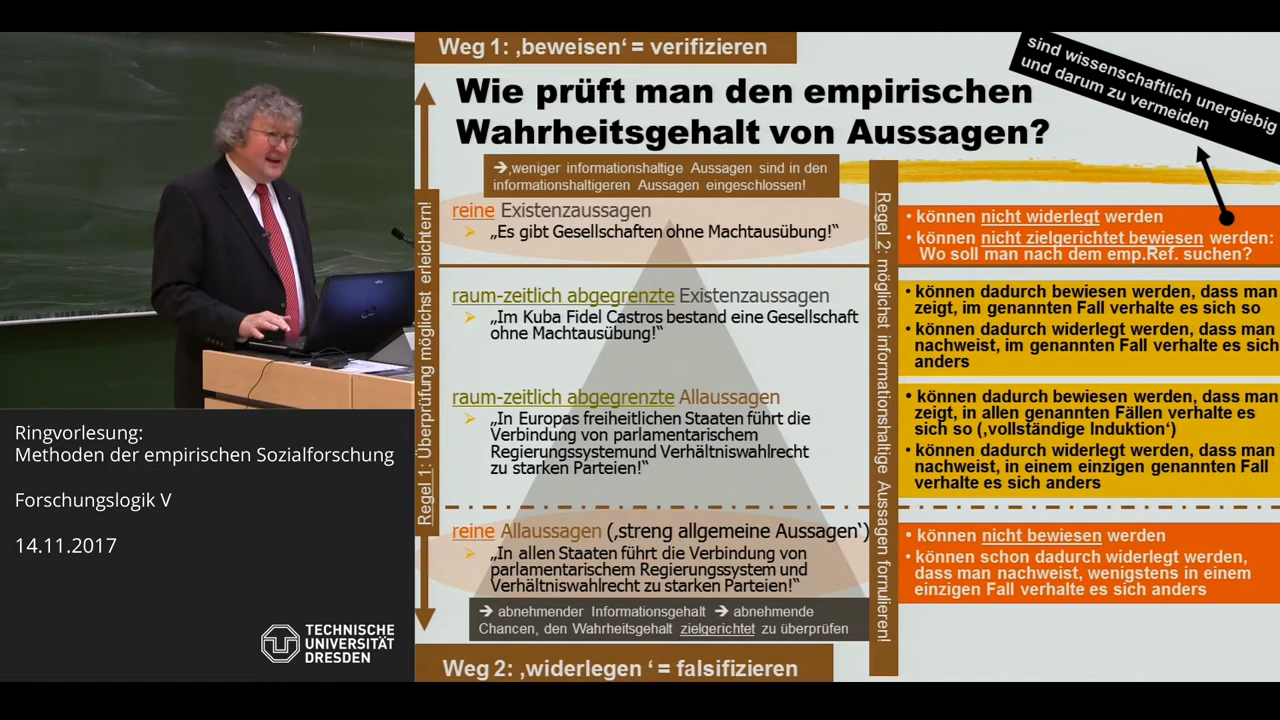 Weg 1: ‚beweisen‘ = verifizieren
sind wissenschaftlich unergiebig
und darum zu vermeiden
Wie prüft man den empirischen
Wahrheitsgehalt von Aussagen?
➔‚weniger informationshaltige Aussagen sind in den
informationshaltigeren Aussagen eingeschlossen!
Regel 1: Überprüfung möglichst erleichtern!
reine Existenzaussagen
„Es gibt Gesellschaften ohne Machtausübung!“
raum-zeitlich abgegrenzte Existenzaussagen
„Im Kuba Fidel Castros bestand eine Gesellschaft
ohne Machtausübung!“
raum-zeitlich abgegrenzte Allaussagen
„In Europas freiheitlichen Staaten führt die
Verbindung von parlamentarischem
Regierungssystemund Verhältniswahlrecht
zu starken Parteien!“
reine Allaussagen (‚streng allgemeine Aussagen‘)
„In allen Staaten führt die Verbindung von
parlamentarischem Regierungssystem und
Verhältniswahlrecht zu starken Parteien!“
➔ abnehmender Informationsgehalt ➔ abnehmende
Chancen, den Wahrheitsgehalt zielgerichtet zu überprüfen
Regel 2: möglichst informationshaltige Aussagen formulieren!
• können nicht widerlegt werden
• können nicht zielgerichtet bewiesen werden:
Wo soll man nach dem emp.Ref. suchen?
• können dadurch bewiesen werden, dass man
zeigt, im genannten Fall verhalte es sich so
• können dadurch widerlegt werden, dass man
nachweist, im genannten Fall verhalte es sich
anders
• können dadurch bewiesen werden, dass man
zeigt, in allen genannten Fällen verhalte es
sich so (‚vollständige Induktion‘)
• können dadurch widerlegt werden, dass man
nachweist, in einem einzigen genannten Fall
verhalte es sich anders
• können nicht bewiesen werden
• können schon dadurch widerlegt werden,
dass man nachweist, wenigstens in einem
einzigen Fall verhalte es sich anders
Weg 2: ‚widerlegen ‘ = falsifizieren
Ringvorlesung:
Methoden der empirischen Sozialforschung
Forschungslogik V
14.11.2017
TECHNISCHE
UNIVERSITÄT
DRESDEN